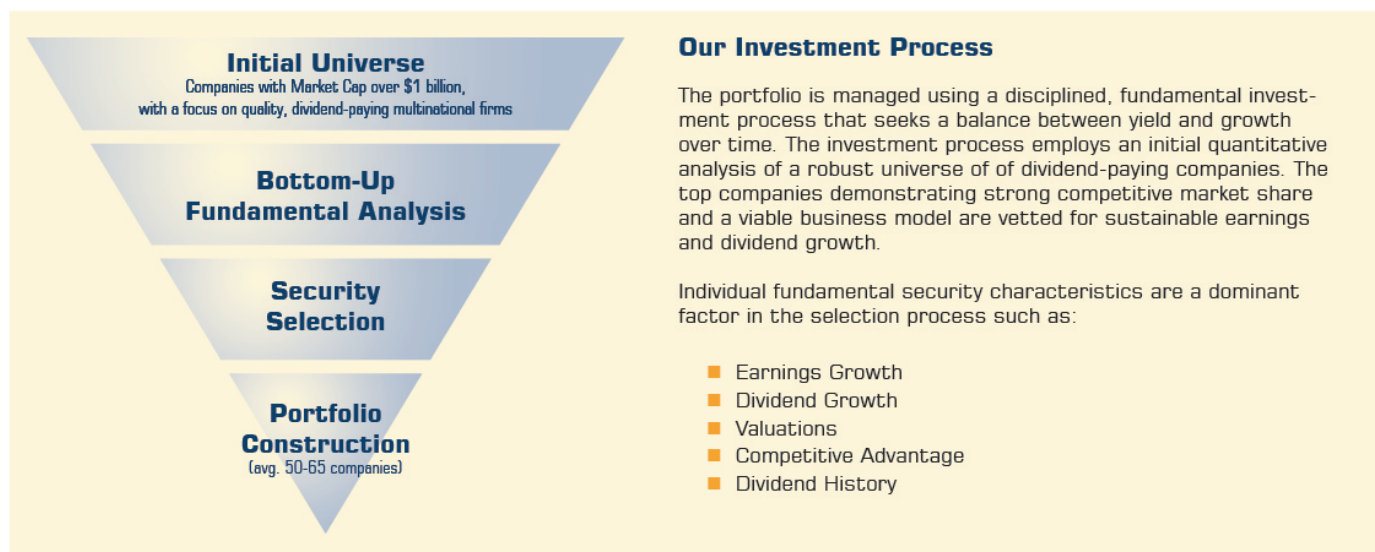 Initial Universe
Companies with Market Cap over $1 billion,
with a focus on quality, dividend-paying multinational firms
Bottom-Up
Fundamental Analysis
Security
Selection
Portfolio
Construction
(avg. 50-65 companies)
Our Investment Process
The portfolio is managed using a disciplined, fundamental invest-
ment process that seeks a balance between yield and growth
over time. The investment process employs an initial quantitative
analysis of a robust universe of of dividend-paying companies. The
top companies demonstrating strong competitive market share
and a viable business model are vetted for sustainable earnings
and dividend growth.
Individual fundamental security characteristics are a dominant
factor in the selection process such as:
■ Earnings Growth
■ Dividend Growth
■ Valuations
■ Competitive Advantage
■ Dividend History